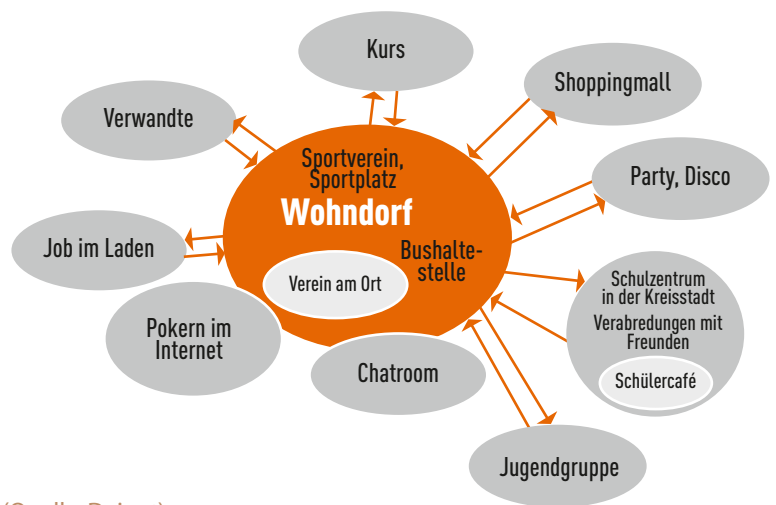 Kurs
Shoppingmall
Verwandte
Sportverein,
Sportplatz
Wohndorf
Party, Disco
Job im Laden
Bushalte-
stelle
Verein am Ort
Schulzentrum
in der Kreisstadt
Verabredungen mit
Freunden
Schülercafé
Pokern im
Internet
Chatroom
Jugendgruppe